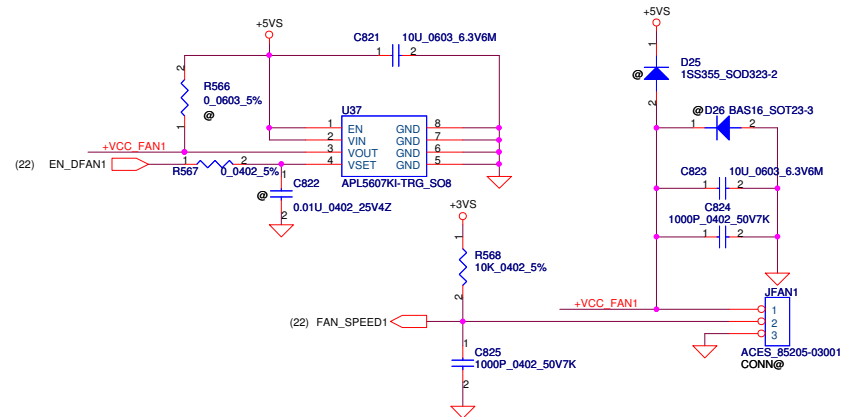 +5VS
C821
10U_0603_6.3V6M
1
2
2
R566
0_0603_5%
@
1
U37
1
EN
GND
8
2
VIN
GND
7
3
VOUT
GND
6
4
VSET
GND
5
APL5607KI-TRG_SO8
+VCC_FAN1
(22)
EN_DFAN1
1
2
R567
0_0402_5%
1
C822
@
0.01U_0402_25V4Z
2
+3VS
1
R568
10K_0402_5%
2
(22)
FAN_SPEED1
1
C825
1000P_0402_50V7K
2
+5VS
1
D25
1SS355_SOD323-2
@
2
@D26 BAS16_SOT23-3
1
2
C823
10U_0603_6.3V6M
1
2
C824
1000P_0402_50V7K
1
2
+VCC_FAN1
JFAN1
1
2
3
ACES_85205-03001
CONN@